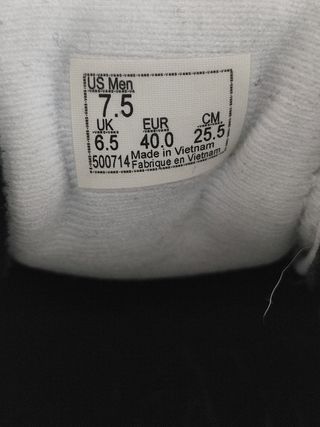 US Men
7.5
UK EUR CM
6.5 40.0 25.5
500714 Made in Vietnam
Fabrique en Vietnam